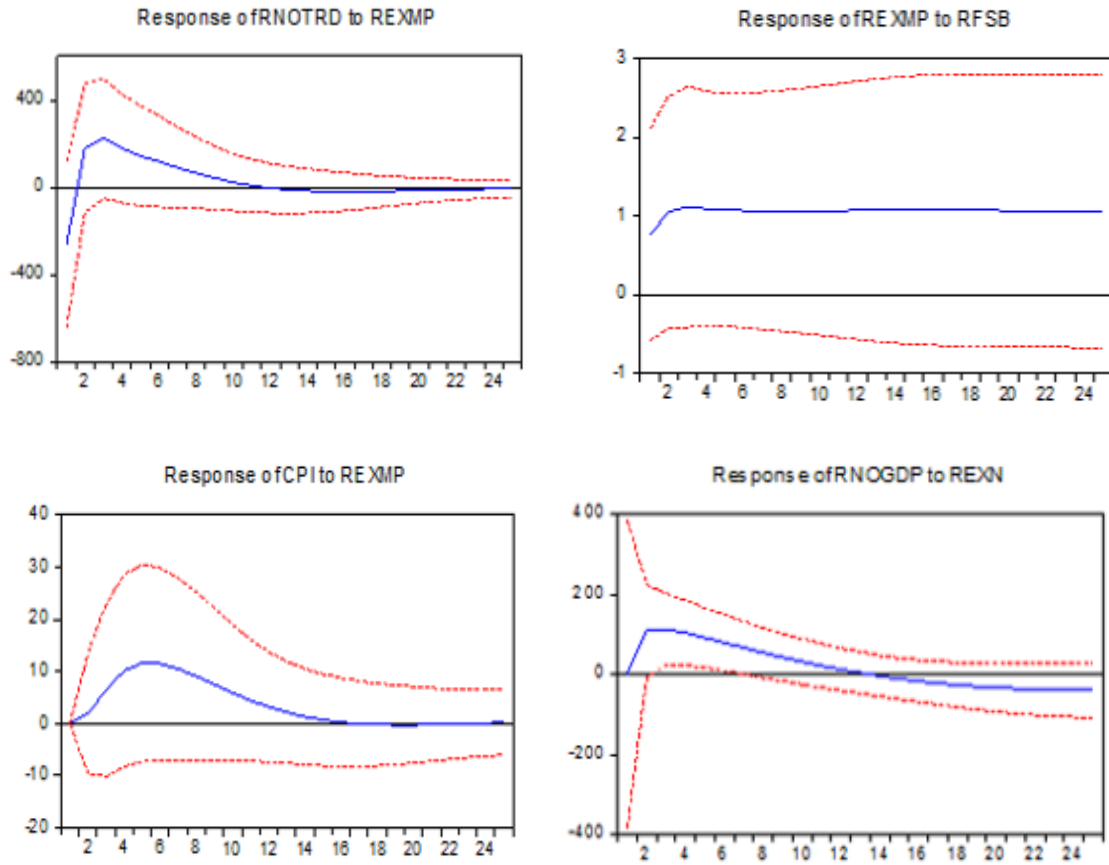 Response of RNOTRD to REXMP
400
0
-400
-800
2 4 6 8 10 12 14 16 18 20 22 24
Response of REXMP to RFSB
3
2
1
0
-1
2 4 6 8 10 12 14 16 18 20 22 24
Response of CPI to REXMP
40
30
20
10
0
-10
-20
2 4 6 8 10 12 14 16 18 20 22 24
Response of RNOGDP to REXN
400
200
0
-200
-400
2 4 6 8 10 12 14 16 18 20 22 24